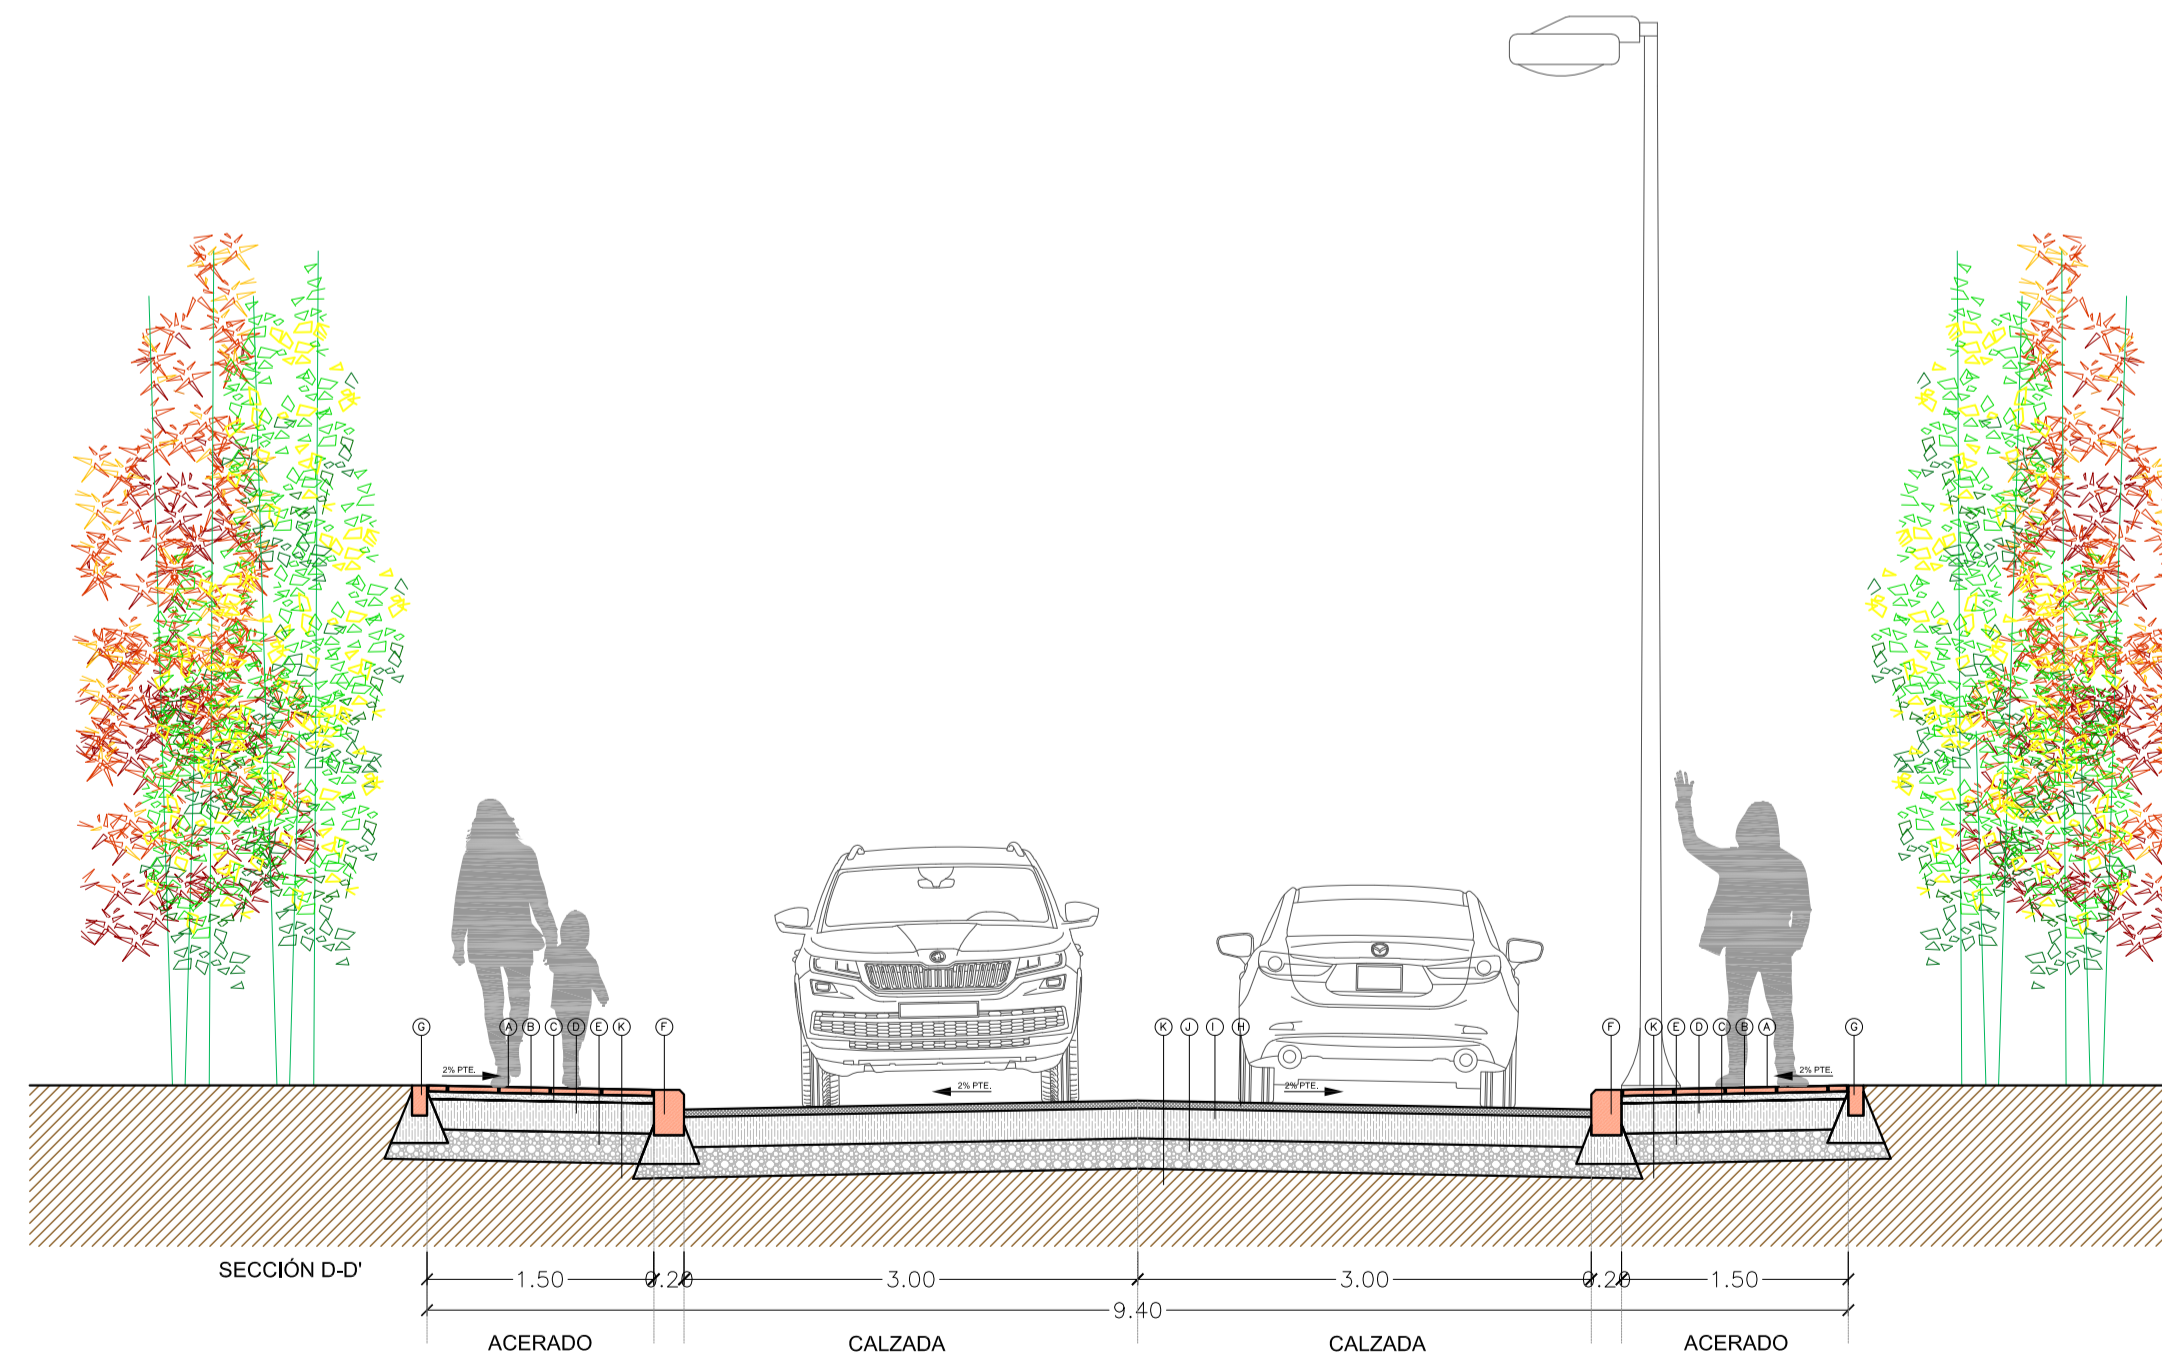 G A B C D E K F K J I H F K E D C B A G
2% PTE. 2% PTE. 2% PTE. 2% PTE.
SECCIÓN D-D'
1.50 0.20 3.00 3.00 0.20 1.50
9.40
ACERADO CALZADA CALZADA ACERADO